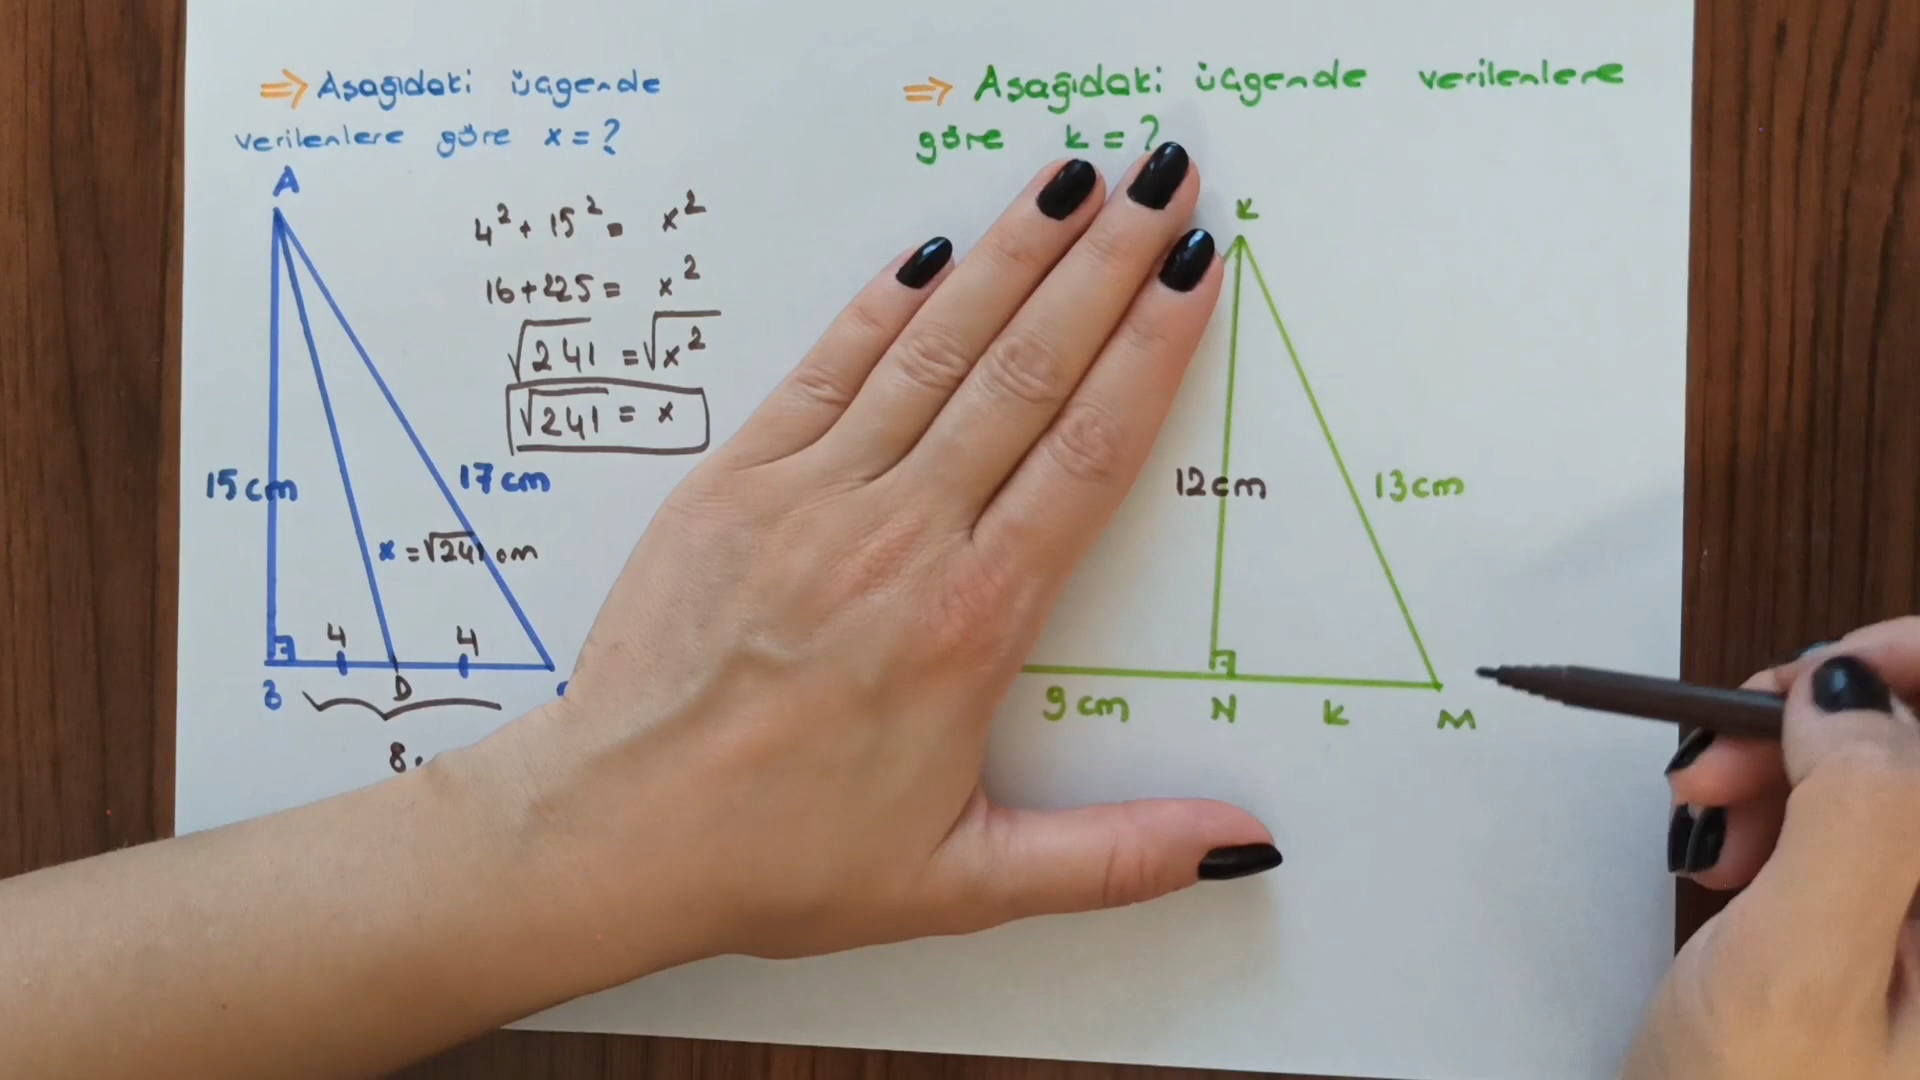 ⇒ Aşağıdaki üçgende
verilenlere göre x = ?
A
4² + 15² = x²
16 + 225 = x²
√241 = √x²
√241 = x
15 cm
17 cm
x = √241 cm
4
4
B
D
8
⇒ Aşağıdaki üçgende verilenlere
göre k = ?
K
12 cm
13 cm
9 cm
N
k
M